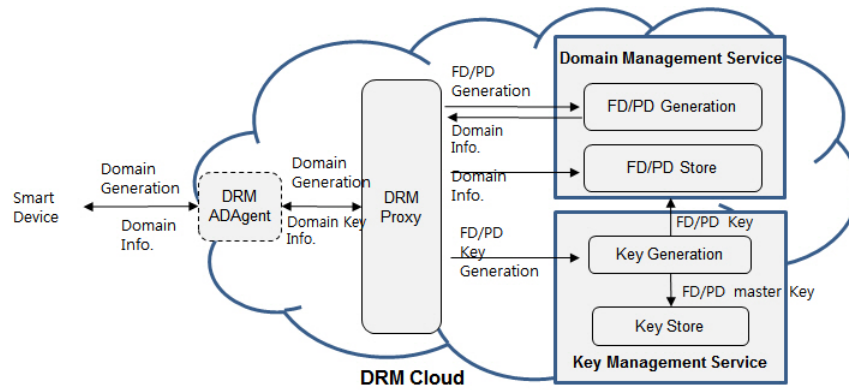 Smart
Device
Domain
Generation
Domain
Info.
DRM
ADAgent
Domain
Generation
Domain Key
Info.
DRM
Proxy
FD/PD
Generation
Domain
Info.
Domain
Info.
FD/PD
Key
Generation
Domain Management Service
FD/PD Generation
FD/PD Store
FD/PD Key
Key Generation
FD/PD master Key
Key Store
Key Management Service
DRM Cloud